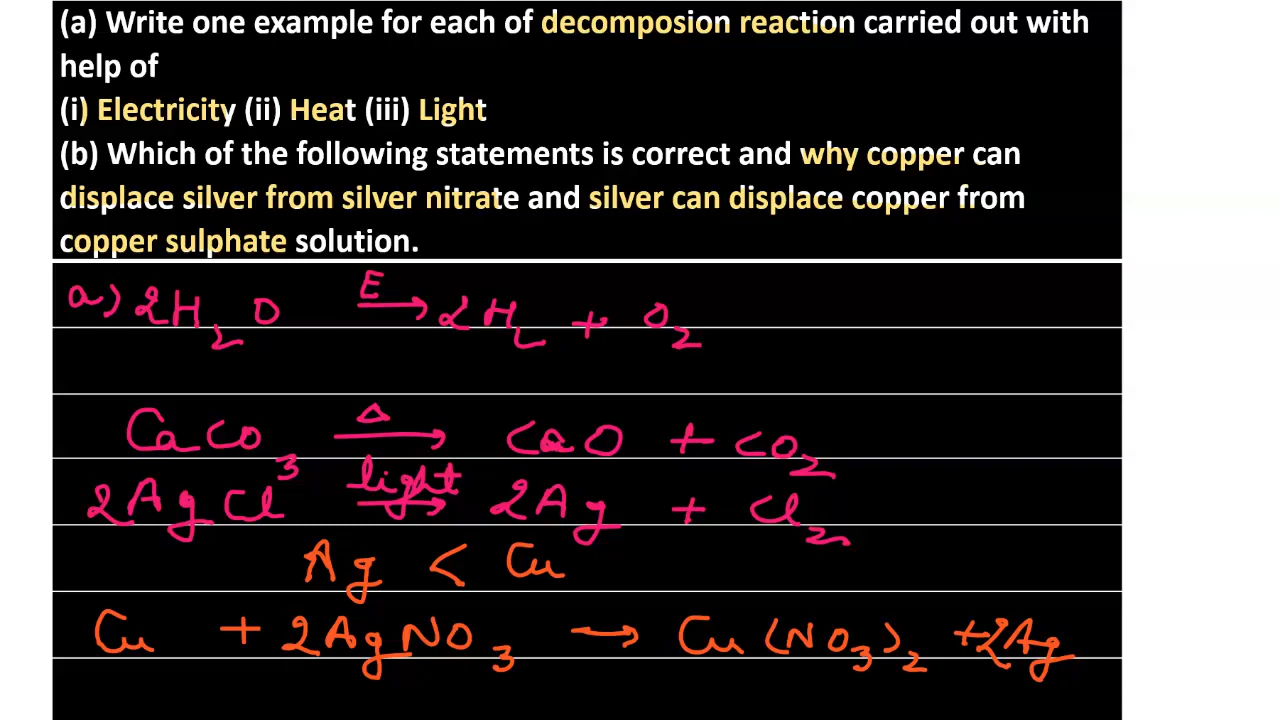 (a) Write one example for each of decomposion reaction carried out with
help of
(i) Electricity (ii) Heat (iii) Light
(b) Which of the following statements is correct and why copper can
displace silver from silver nitrate and silver can displace copper from
copper sulphate solution.
a) 2H₂O —E→ 2H₂ + O₂
CaCO₃ —Δ→ CaO + CO₂
2AgCl —light→ 2Ag + Cl₂
Ag < Cu
Cu + 2AgNO₃ → Cu(NO₃)₂ + 2Ag